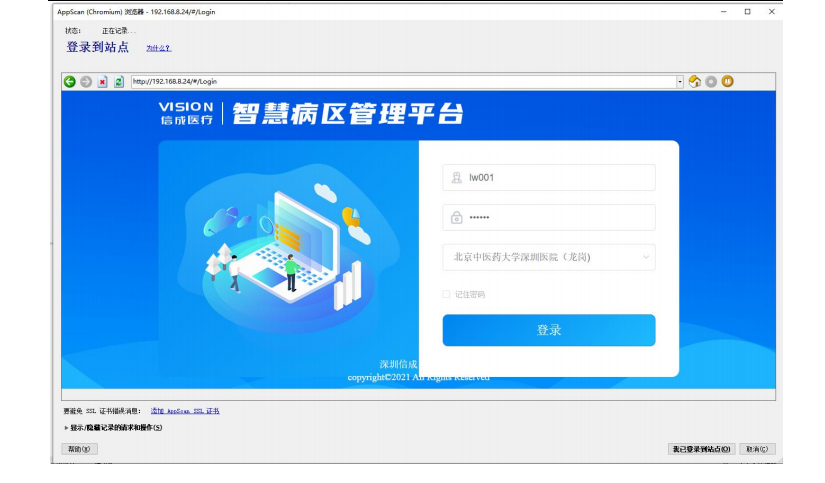 AppScan (Chromium) 浏览器 - 192.168.8.24/#/Login
状态: 正在记录...
登录到站点 为什么?
http://192.168.8.24/#/Login
VISION
信成医疗
智慧病区管理平台
lw001
••••••
北京中医药大学深圳医院（龙岗)
记住密码
登录
深圳信成
copyright©2021 All Rights Reserved
要避免 SSL 证书错误消息: 添加 AppScan SSL 证书
显示/隐藏记录的请求和操作(S)
帮助(H)
我已登录到站点(O)
取消(C)